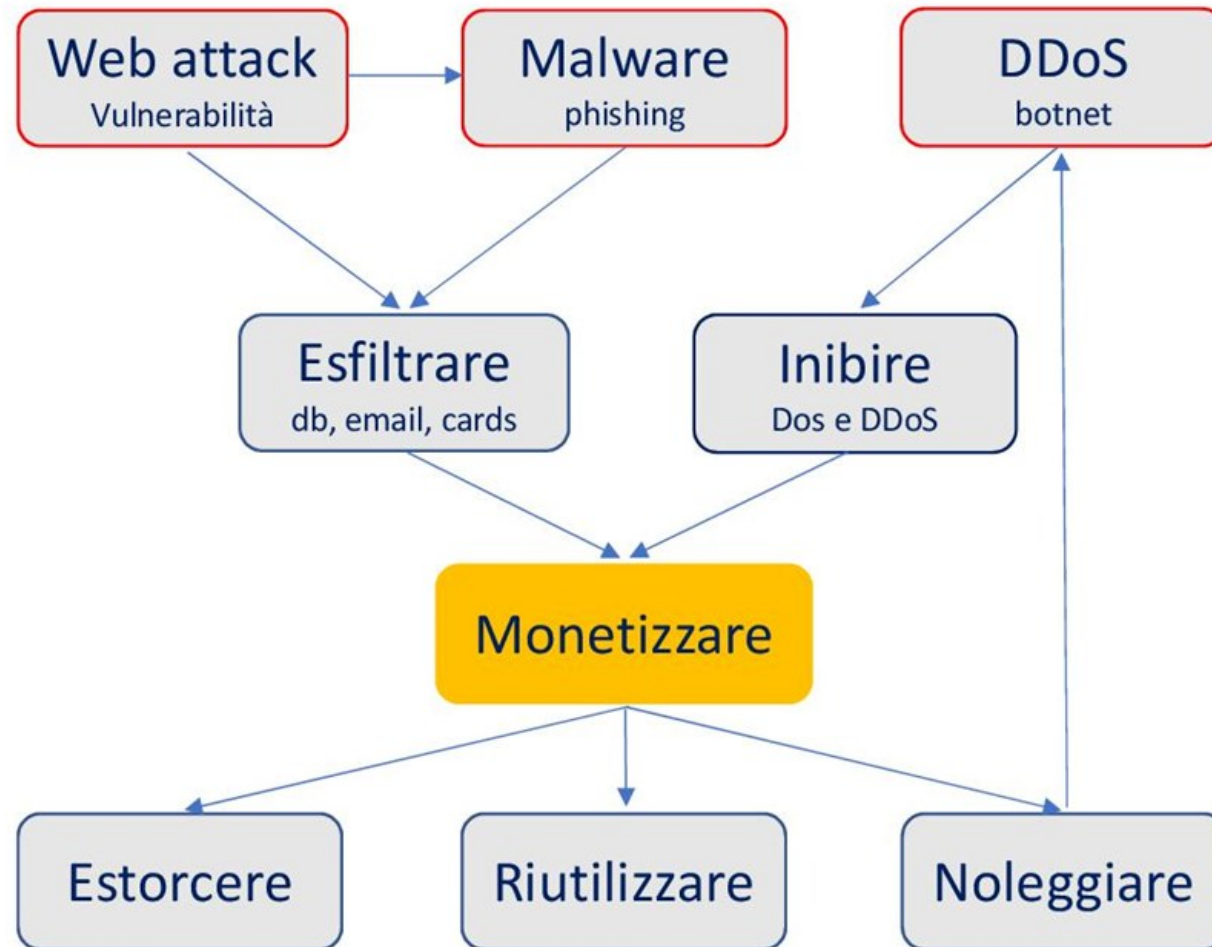 Web attack
Vulnerabilità
Malware
phishing
DDoS
botnet
Esfiltrare
db, email, cards
Inibire
Dos e DDoS
Monetizzare
Estorcere
Riutilizzare
Noleggiare